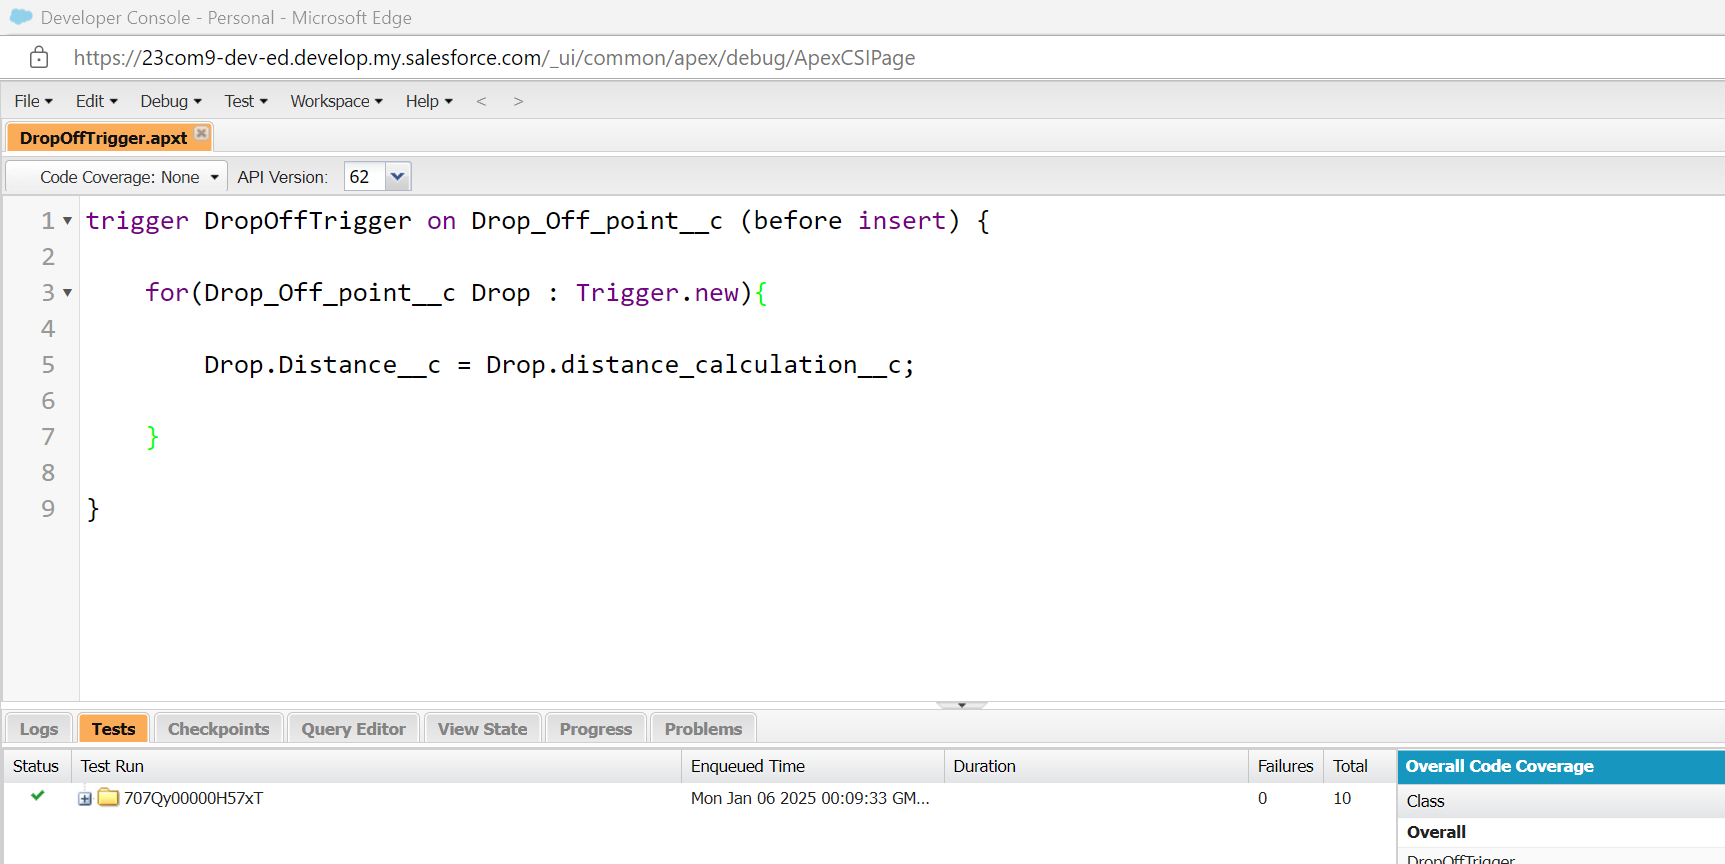 Developer Console - Personal - Microsoft Edge
https://23com9-dev-ed.develop.my.salesforce.com/_ui/common/apex/debug/ApexCSIPage
File Edit Debug Test Workspace Help < >
DropOffTrigger.apxt
Code Coverage: None API Version: 62
1 trigger DropOffTrigger on Drop_Off_point__c (before insert) {
2
3 for(Drop_Off_point__c Drop : Trigger.new){
4
5 Drop.Distance__c = Drop.distance_calculation__c;
6
7 }
8
9 }
Logs Tests Checkpoints Query Editor View State Progress Problems
Status Test Run Enqueued Time Duration Failures Total Overall Code Coverage
707Qy00000H57xT Mon Jan 06 2025 00:09:33 GM... 0 10
Class
Overall
DropOffTrigger